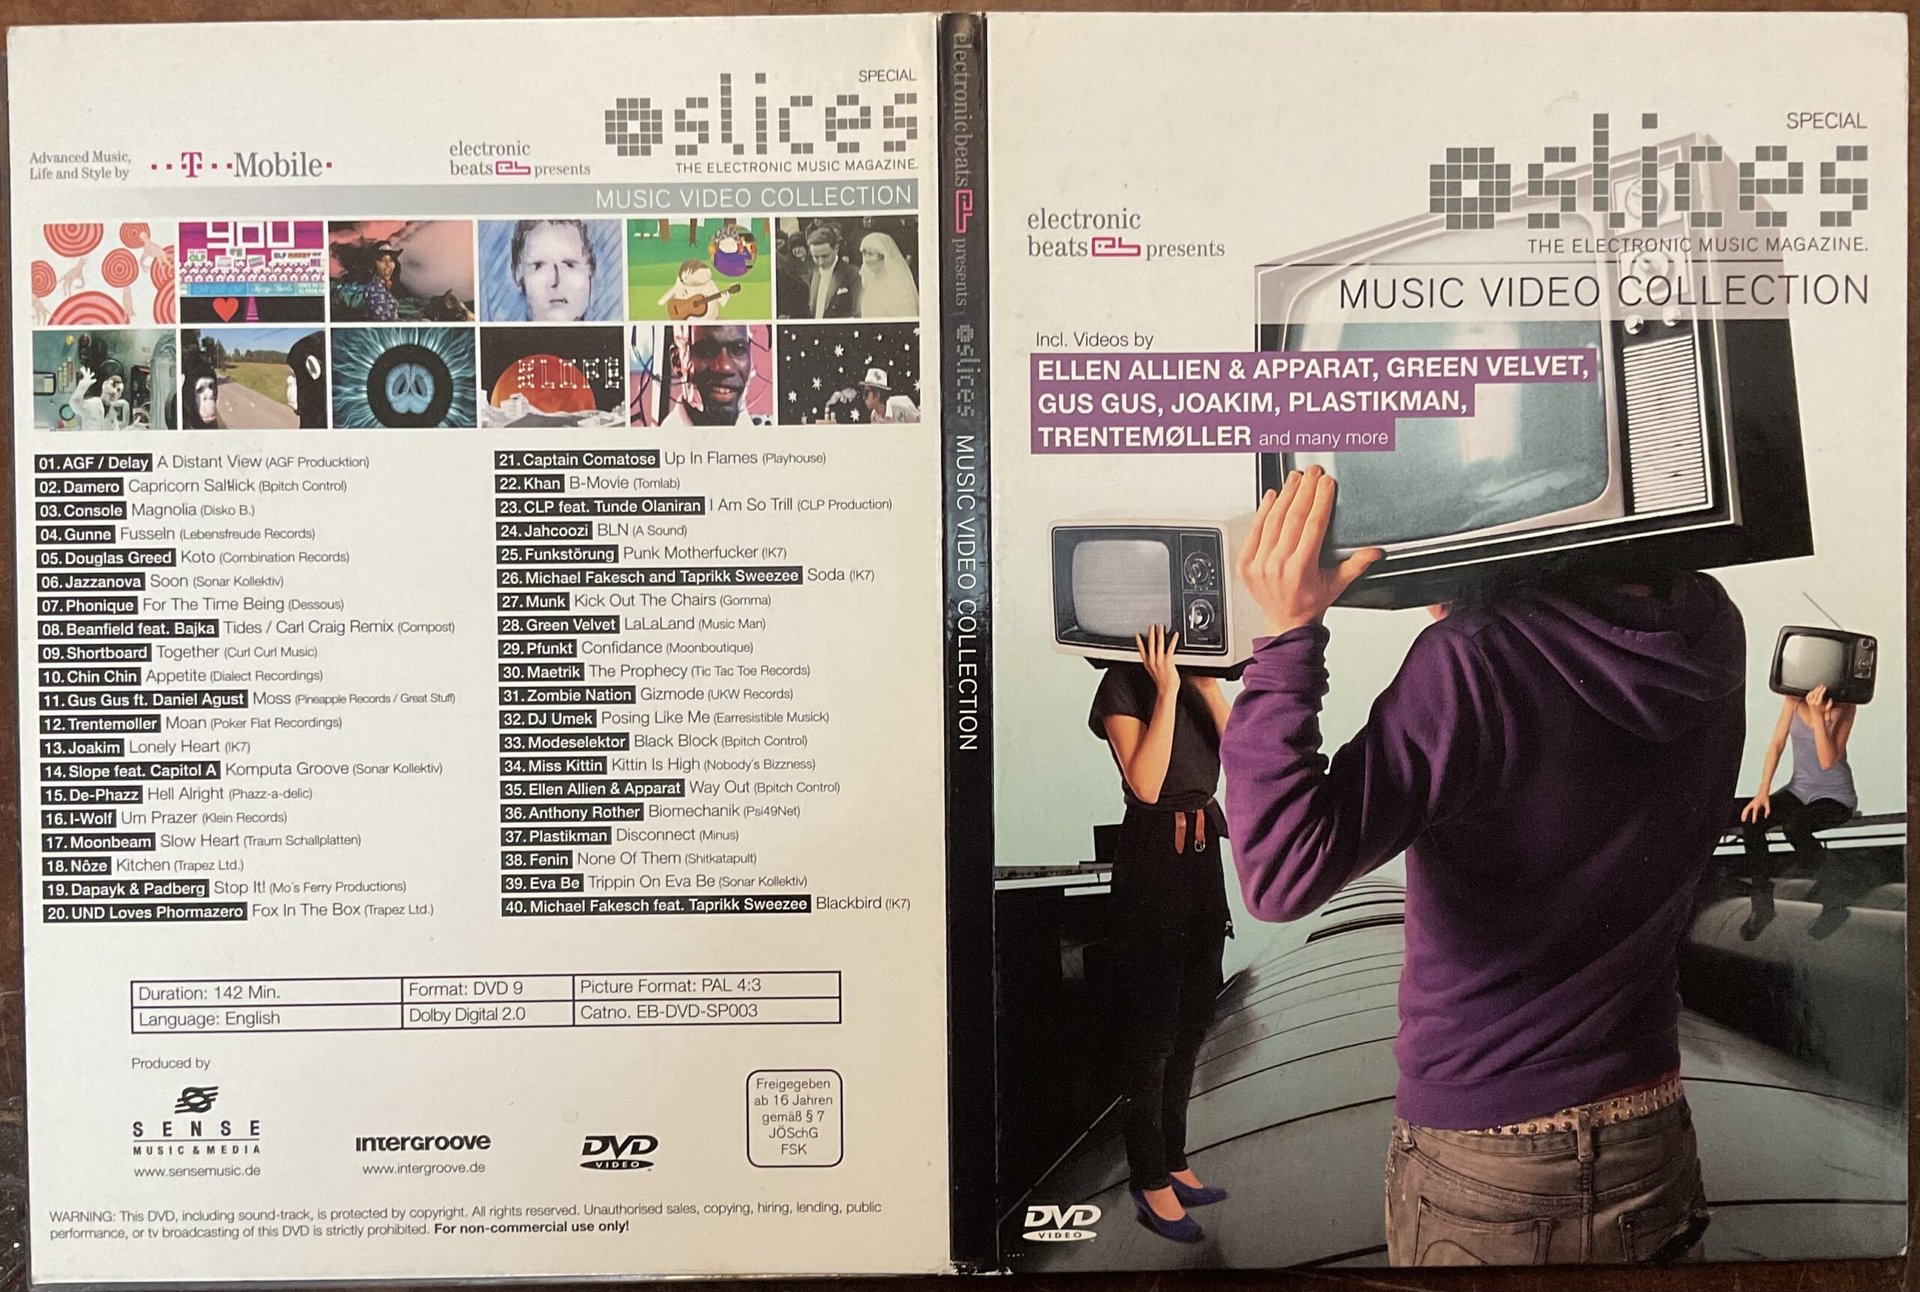 SPECIAL
slices
THE ELECTRONIC MUSIC MAGAZINE.
Advanced Music,
Life and Style by
T Mobile
electronic
beats eb presents
MUSIC VIDEO COLLECTION
YOU
SLOPE
01. AGF / Delay A Distant View (AGF Producktion)
02. Damero Capricorn Saltlick (Bpitch Control)
03. Console Magnolia (Disko B.)
04. Gunne Fusseln (Lebensfreude Records)
05. Douglas Greed Koto (Combination Records)
06. Jazzanova Soon (Sonar Kollektiv)
07. Phonique For The Time Being (Dessous)
08. Beanfield feat. Bajka Tides / Carl Craig Remix (Compost)
09. Shortboard Together (Curl Curl Music)
10. Chin Chin Appetite (Dialect Recordings)
11. Gus Gus ft. Daniel Agust Moss (Pineapple Records / Great Stuff)
12. Trentemøller Moan (Poker Flat Recordings)
13. Joakim Lonely Heart (!K7)
14. Slope feat. Capitol A Komputa Groove (Sonar Kollektiv)
15. De-Phazz Hell Alright (Phazz-a-delic)
16. I-Wolf Um Prazer (Klein Records)
17. Moonbeam Slow Heart (Traum Schallplatten)
18. Nôze Kitchen (Trapez Ltd.)
19. Dapayk & Padberg Stop It! (Mo's Ferry Productions)
20. UND Loves Phormazero Fox In The Box (Trapez Ltd.)
21. Captain Comatose Up In Flames (Playhouse)
22. Khan B-Movie (Tomlab)
23. CLP feat. Tunde Olaniran I Am So Trill (CLP Production)
24. Jahcoozi BLN (A Sound)
25. Funkstörung Punk Motherfucker (!K7)
26. Michael Fakesch and Taprikk Sweezee Soda (!K7)
27. Munk Kick Out The Chairs (Gomma)
28. Green Velvet LaLaLand (Music Man)
29. Pfunkt Confidance (Moonboutique)
30. Maetrik The Prophecy (Tic Tac Toe Records)
31. Zombie Nation Gizmode (UKW Records)
32. DJ Umek Posing Like Me (Earresistible Musick)
33. Modeselektor Black Block (Bpitch Control)
34. Miss Kittin Kittin Is High (Nobody's Bizzness)
35. Ellen Allien & Apparat Way Out (Bpitch Control)
36. Anthony Rother Biomechanik (Psi49Net)
37. Plastikman Disconnect (Minus)
38. Fenin None Of Them (Shitkatapult)
39. Eva Be Trippin On Eva Be (Sonar Kollektiv)
40. Michael Fakesch feat. Taprikk Sweezee Blackbird (!K7)
Duration: 142 Min.
Format: DVD 9
Picture Format: PAL 4:3
Language: English
Dolby Digital 2.0
Catno. EB-DVD-SP003
Produced by
SENSE
MUSIC & MEDIA
www.sensemusic.de
intergroove
www.intergroove.de
DVD
VIDEO
Freigegeben
ab 16 Jahren
gemäß § 7
JÖSchG
FSK
WARNING: This DVD, including sound-track, is protected by copyright. All rights reserved. Unauthorised sales, copying, hiring, lending, public
performance, or tv broadcasting of this DVD is strictly prohibited. For non-commercial use only!
electronic beats eb presents slices MUSIC VIDEO COLLECTION
SPECIAL
slices
THE ELECTRONIC MUSIC MAGAZINE.
electronic
beats eb presents
MUSIC VIDEO COLLECTION
Incl. Videos by
ELLEN ALLIEN & APPARAT, GREEN VELVET,
GUS GUS, JOAKIM, PLASTIKMAN,
TRENTEMØLLER and many more
DVD
VIDEO